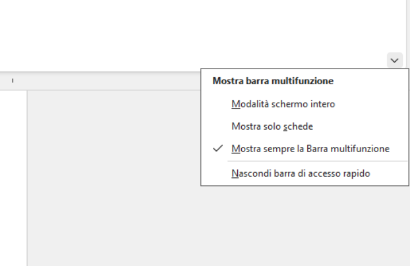 Mostra barra multifunzione
Modalità schermo intero
Mostra solo schede
Mostra sempre la Barra multifunzione
Nascondi barra di accesso rapido